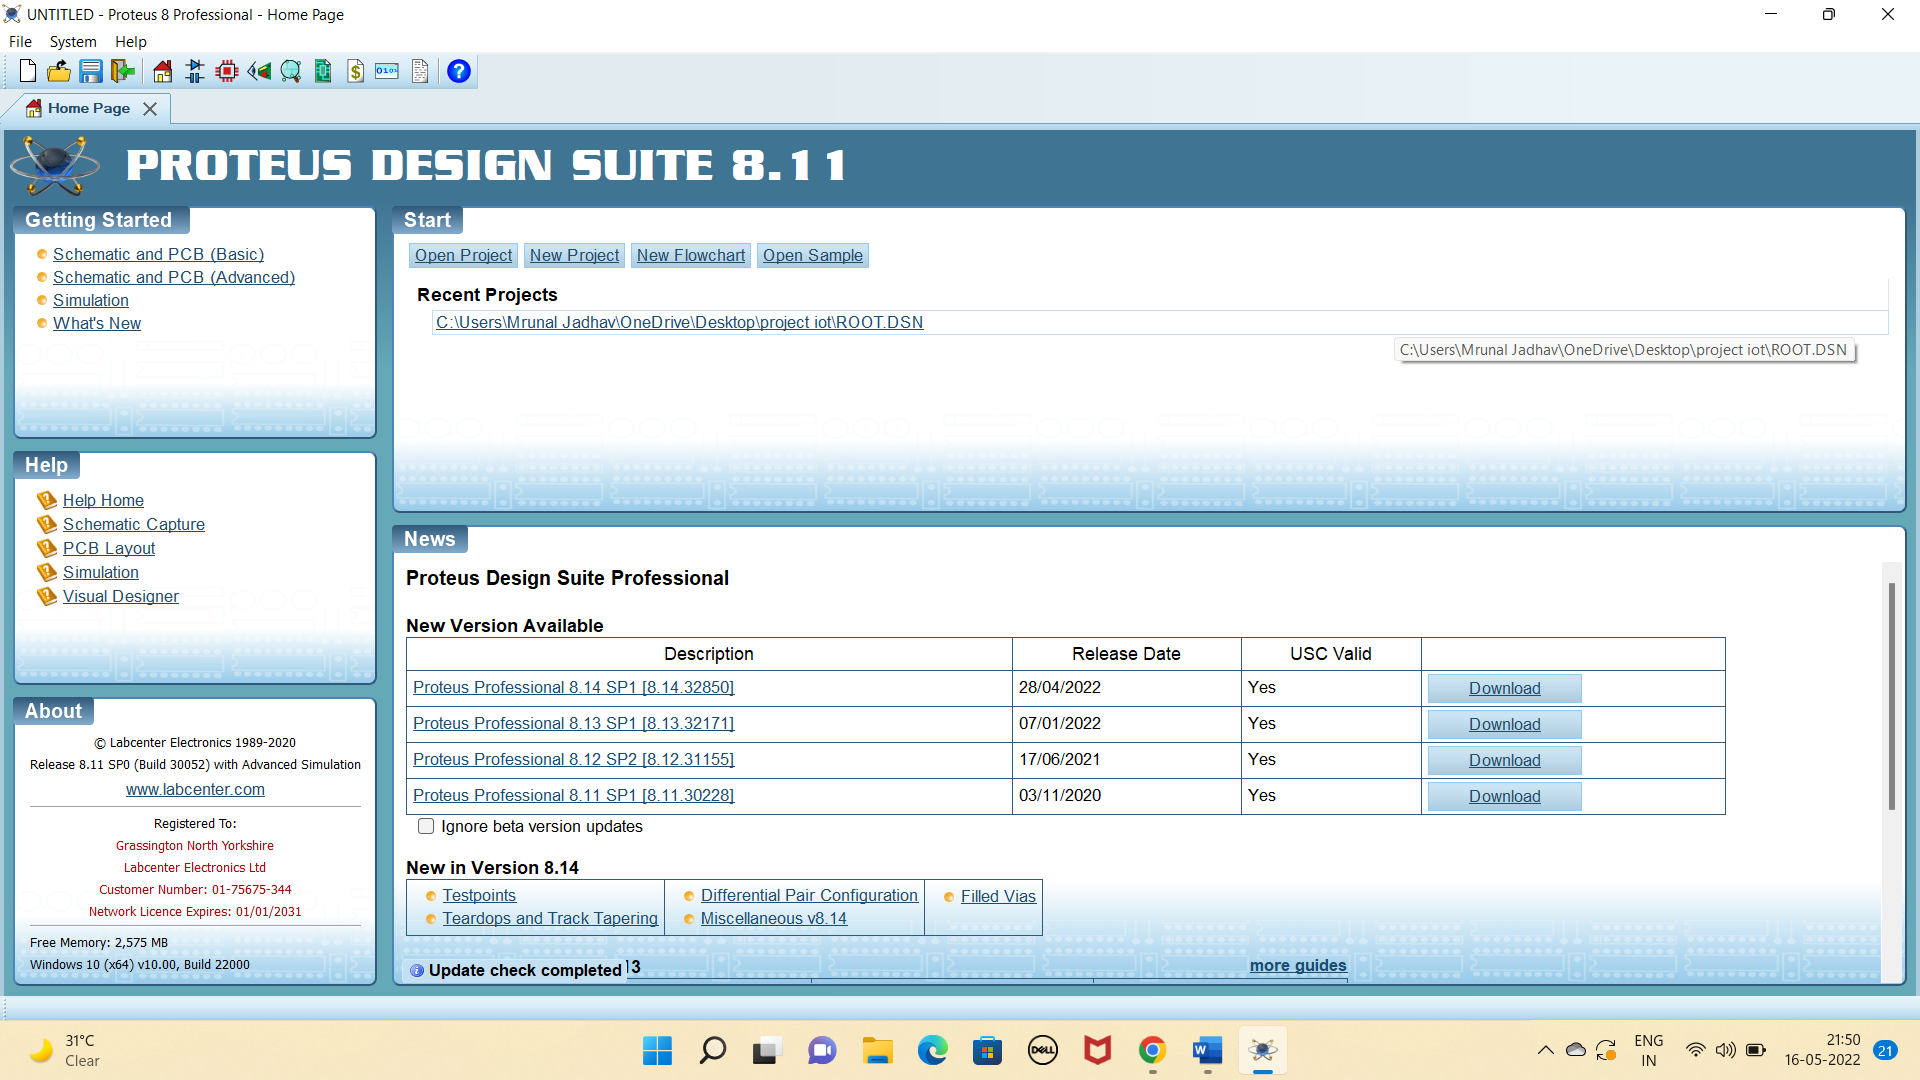 UNTITLED - Proteus 8 Professional - Home Page
File System Help
Home Page
PROTEUS DESIGN SUITE 8.11
Getting Started
Schematic and PCB (Basic)
Schematic and PCB (Advanced)
Simulation
What's New
Start
Open Project New Project New Flowchart Open Sample
Recent Projects
C:\Users\Mrunal Jadhav\OneDrive\Desktop\project iot\ROOT.DSN
C:\Users\Mrunal Jadhav\OneDrive\Desktop\project iot\ROOT.DSN
Help
Help Home
Schematic Capture
PCB Layout
Simulation
Visual Designer
News
Proteus Design Suite Professional
New Version Available
Description Release Date USC Valid
Proteus Professional 8.14 SP1 [8.14.32850] 28/04/2022 Yes Download
Proteus Professional 8.13 SP1 [8.13.32171] 07/01/2022 Yes Download
Proteus Professional 8.12 SP2 [8.12.31155] 17/06/2021 Yes Download
Proteus Professional 8.11 SP1 [8.11.30228] 03/11/2020 Yes Download
Ignore beta version updates
New in Version 8.14
Testpoints Differential Pair Configuration Filled Vias
Teardops and Track Tapering Miscellaneous v8.14
Update check completed 13 more guides
About
© Labcenter Electronics 1989-2020
Release 8.11 SP0 (Build 30052) with Advanced Simulation
www.labcenter.com
Registered To:
Grassington North Yorkshire
Labcenter Electronics Ltd
Customer Number: 01-75675-344
Network Licence Expires: 01/01/2031
Free Memory: 2,575 MB
Windows 10 (x64) v10.00, Build 22000
31°C
Clear
DELL
W
ENG
IN
21:50
16-05-2022
21